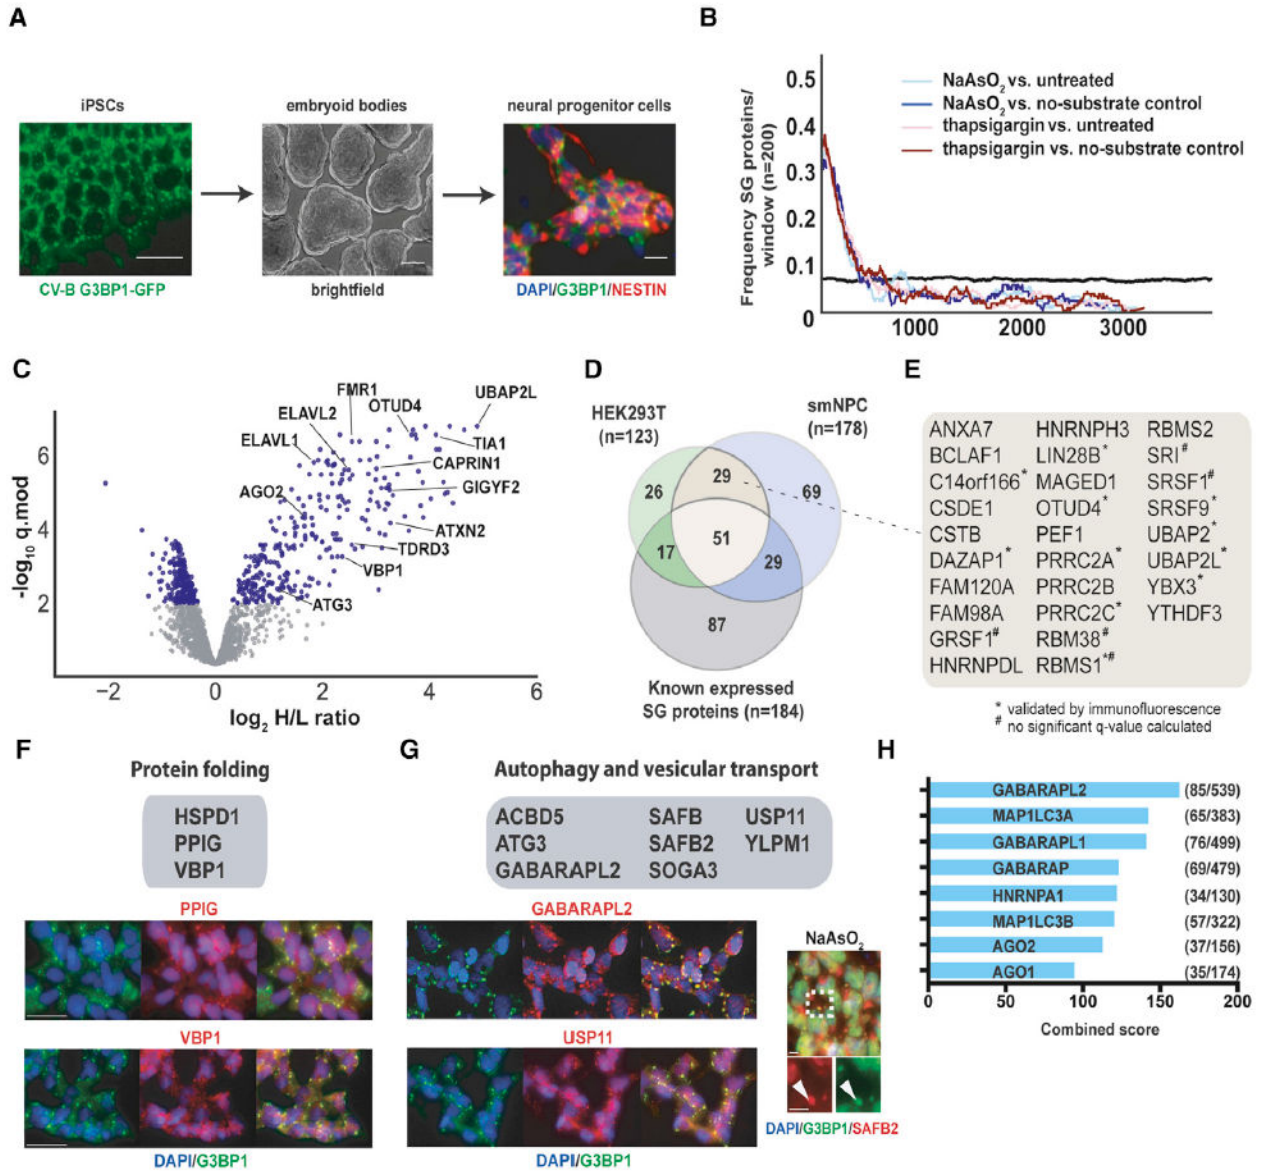 A
iPSCs
embryoid bodies
neural progenitor cells
CV-B G3BP1-GFP
brightfield
DAPI/G3BP1/NESTIN
B
Frequency SG proteins/
window (n=200)
0.5
0.4
0.3
0.2
0.1
0
1000
2000
3000
NaAsO2 vs. untreated
NaAsO2 vs. no-substrate control
thapsigargin vs. untreated
thapsigargin vs. no-substrate control
C
-log10 q.mod
6
4
2
−2
0
2
4
6
log2 H/L ratio
FMR1
UBAP2L
OTUD4
ELAVL2
ELAVL1
TIA1
CAPRIN1
GIGYF2
AGO2
ATXN2
TDRD3
VBP1
ATG3
D
HEK293T
(n=123)
smNPC
(n=178)
26
29
69
17
51
29
87
Known expressed
SG proteins (n=184)
E
ANXA7 HNRNPH3 RBMS2
BCLAF1 LIN28B* SRI#
C14orf166* MAGED1 SRSF1#
CSDE1 OTUD4* SRSF9*
CSTB PEF1 UBAP2*
DAZAP1* PRRC2A* UBAP2L*
FAM120A PRRC2B YBX3*
FAM98A PRRC2C* YTHDF3
GRSF1# RBM38#
HNRNPDL RBMS1*#
* validated by immunofluorescence
# no significant q-value calculated
F
Protein folding
HSPD1
PPIG
VBP1
PPIG
VBP1
DAPI/G3BP1
G
Autophagy and vesicular transport
ACBD5 SAFB USP11
ATG3 SAFB2 YLPM1
GABARAPL2 SOGA3
GABARAPL2
USP11
DAPI/G3BP1
NaAsO2
DAPI/G3BP1/SAFB2
H
GABARAPL2 (85/539)
MAP1LC3A (65/383)
GABARAPL1 (76/499)
GABARAP (69/479)
HNRNPA1 (34/130)
MAP1LC3B (57/322)
AGO2 (37/156)
AGO1 (35/174)
0 50 100 150 200
Combined score